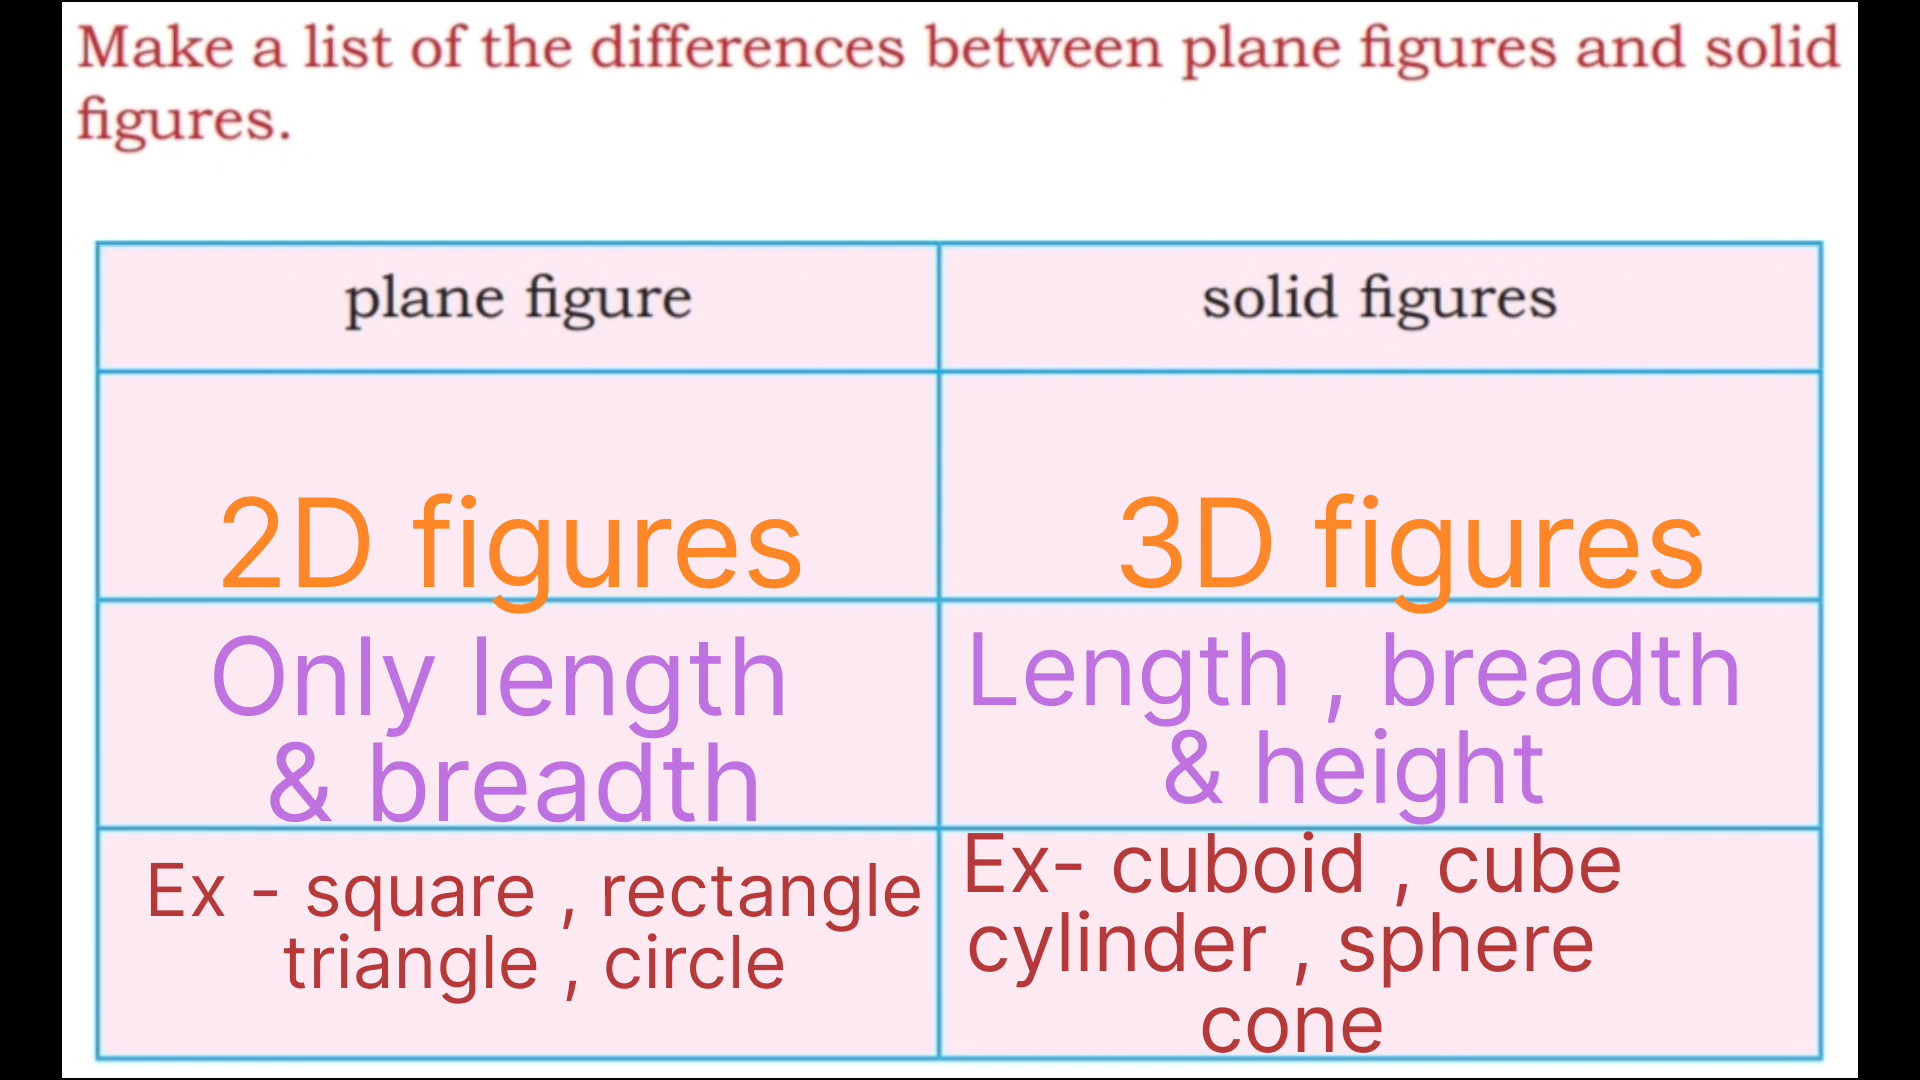 Make a list of the differences between plane figures and solid
figures.
plane figure
solid figures
2D figures
3D figures
Only length
& breadth
Length , breadth
& height
Ex - square , rectangle
triangle , circle
Ex- cuboid , cube
cylinder , sphere
cone